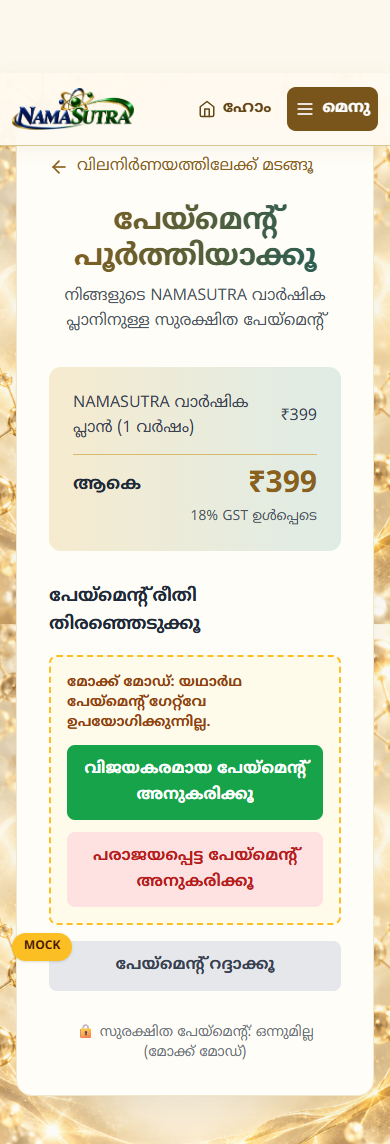 NAMASUTRA
ഹോം
മെനു
വിലനിർണയത്തിലേക്ക് മടങ്ങൂ
പേയ്മെന്റ്
പൂർത്തിയാക്കൂ
നിങ്ങളുടെ NAMASUTRA വാർഷിക
പ്ലാനിനുള്ള സുരക്ഷിത പേയ്മെന്റ്
NAMASUTRA വാർഷിക
പ്ലാൻ (1 വർഷം)
₹399
ആകെ
₹399
18% GST ഉൾപ്പെടെ
പേയ്മെന്റ് രീതി
തിരഞ്ഞെടുക്കൂ
മോക്ക് മോഡ്: യഥാർഥ
പേയ്മെന്റ് ഗേറ്റ്‌വേ
ഉപയോഗിക്കുന്നില്ല.
വിജയകരമായ പേയ്മെന്റ്
അനുകരിക്കൂ
പരാജയപ്പെട്ട പേയ്മെന്റ്
അനുകരിക്കൂ
MOCK
പേയ്മെന്റ് റദ്ദാക്കൂ
🔒 സുരക്ഷിത പേയ്മെന്റ്: ഒന്നുമില്ല
(മോക്ക് മോഡ്)